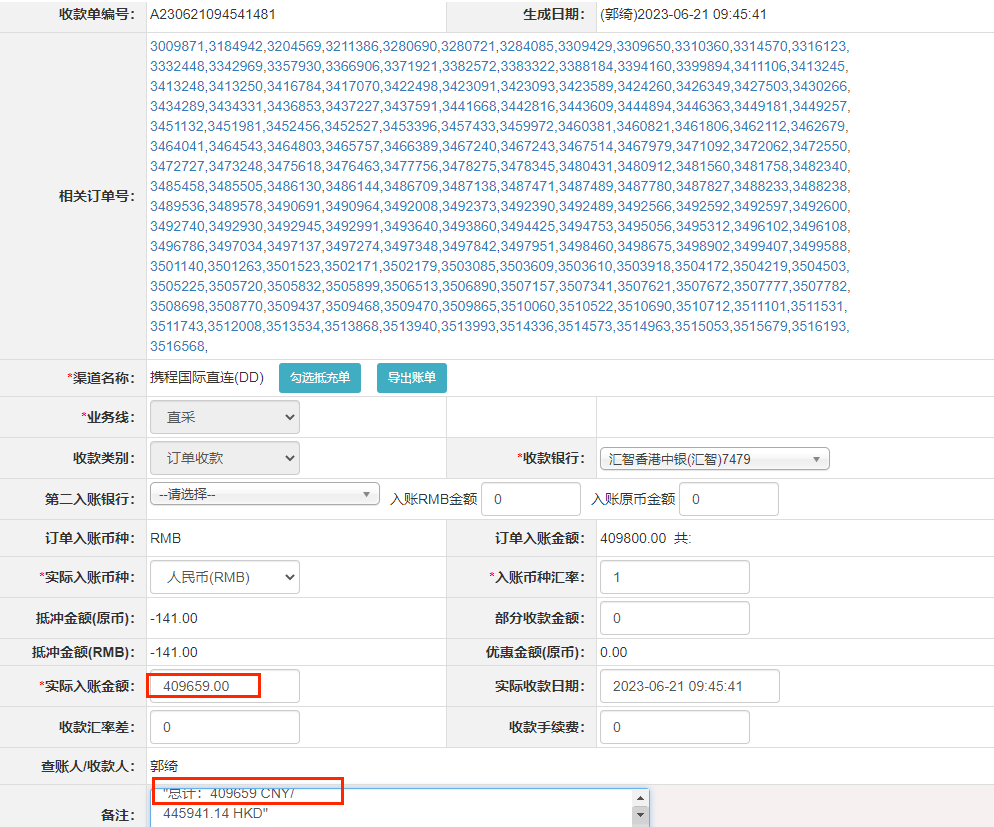 收款单编号： A230621094541481 生成日期： (郭绮)2023-06-21 09:45:41
3009871,3184942,3204569,3211386,3280690,3280721,3284085,3309429,3309650,3310360,3314570,3316123,
3332448,3342969,3357930,3366906,3371921,3382572,3383322,3388184,3394160,3399894,3411106,3413245,
3413248,3413250,3416784,3417070,3422498,3423091,3423093,3423589,3424260,3426349,3427503,3430266,
3434289,3434331,3436853,3437227,3437591,3441668,3442816,3443609,3444894,3446363,3449181,3449257,
3451132,3451981,3452456,3452527,3453396,3457433,3459972,3460381,3460821,3461806,3462112,3462679,
3464041,3464543,3464803,3465757,3466389,3467240,3467243,3467514,3467979,3471092,3472062,3472550,
3472727,3473248,3475618,3476463,3477756,3478275,3478345,3480431,3480912,3481560,3481758,3482340,
相关订单号： 3485458,3485505,3486130,3486144,3486709,3487138,3487471,3487489,3487780,3487827,3488233,3488238,
3489536,3489578,3490691,3490964,3492008,3492373,3492390,3492489,3492566,3492592,3492597,3492600,
3492740,3492930,3492945,3492991,3493640,3493860,3494425,3494753,3495056,3495312,3496102,3496108,
3496786,3497034,3497137,3497274,3497348,3497842,3497951,3498460,3498675,3498902,3499407,3499588,
3501140,3501263,3501523,3502171,3502179,3503085,3503609,3503610,3503918,3504172,3504219,3504503,
3505225,3505720,3505832,3505899,3506513,3506890,3507157,3507341,3507621,3507672,3507777,3507782,
3508698,3508770,3509437,3509468,3509470,3509865,3510060,3510522,3510690,3510712,3511101,3511531,
3511743,3512008,3513534,3513868,3513940,3513993,3514336,3514573,3514963,3515053,3515679,3516193,
3516568,
*渠道名称： 携程国际直连(DD) 勾选抵充单 导出账单
*业务线： 直采
收款类别： 订单收款 *收款银行： 汇智香港中银(汇智)7479
第二入账银行： --请选择-- 入账RMB金额 0 入账原币金额 0
订单入账币种： RMB 订单入账金额： 409800.00 共:
*实际入账币种： 人民币(RMB) *入账币种汇率： 1
抵冲金额(原币)： -141.00 部分收款金额： 0
抵冲金额(RMB)： -141.00 优惠金额(原币)： 0.00
*实际入账金额： 409659.00 实际收款日期： 2023-06-21 09:45:41
收款汇率差： 0 收款手续费： 0
查账人/收款人： 郭绮
"总计：409659 CNY/
备注： 445941.14 HKD"